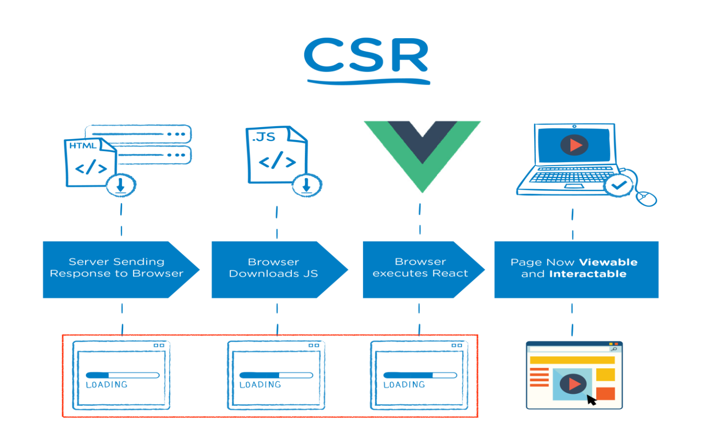 CSR
HTML
</>
.JS
</>
Server Sending
Response to Browser
Browser
Downloads JS
Browser
executes React
Page Now Viewable
and Interactable
LOADING
LOADING
LOADING